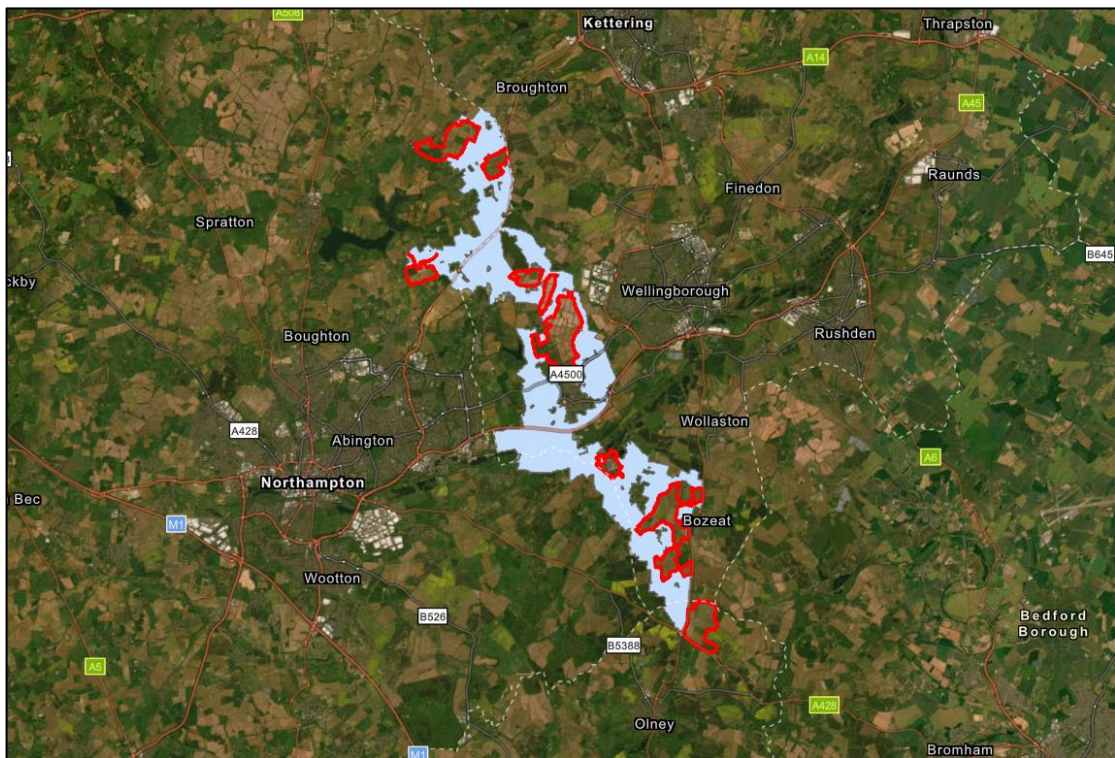 A508
Kettering
Thrapston
A14
Broughton
A45
Raunds
Finedon
Spratton
B645
ckby
Wellingborough
Boughton
Rushden
A4500
Wollaston
A428
Abington
A6
Northampton
n Bec
M1
Bozeat
Wootton
B526
Bedford
Borough
B5388
A5
A428
Olney
M1
Bromham